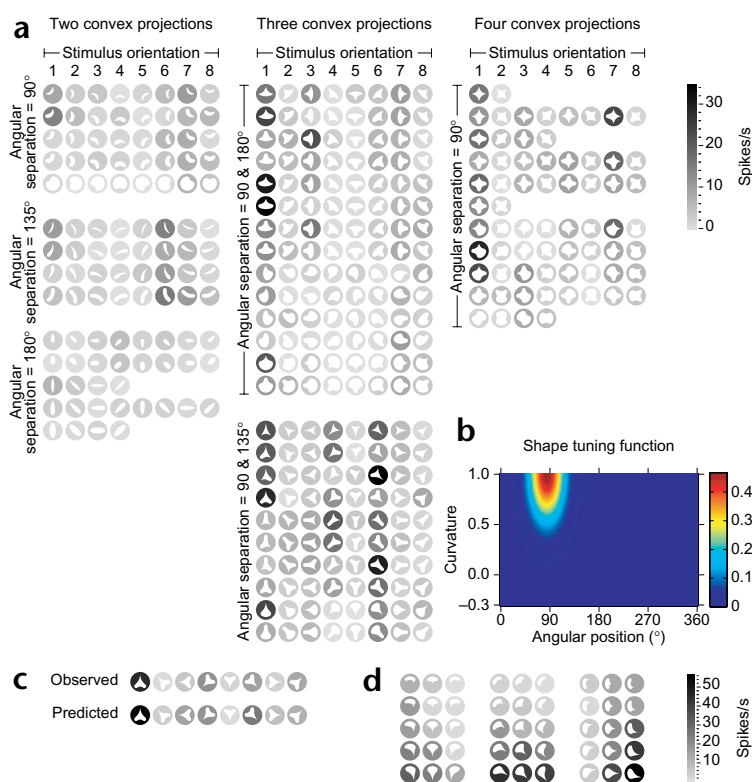 a
Two convex projections
Three convex projections
Four convex projections
Stimulus orientation
Stimulus orientation
Stimulus orientation
1 2 3 4 5 6 7 8
1 2 3 4 5 6 7 8
1 2 3 4 5 6 7 8
Angular
separation = 90°
Angular
separation = 135°
Angular
separation = 180°
Angular separation = 90 & 180°
Angular separation = 90 & 135°
Angular separation = 90°
30
20
10
0
Spikes/s
b
Shape tuning function
1.0
0.5
0.0
–0.3
Curvature
0 90 180 270 360
Angular position (°)
0.4
0.3
0.2
0.1
0
c
Observed
Predicted
d
50
40
30
20
10
0
Spikes/s